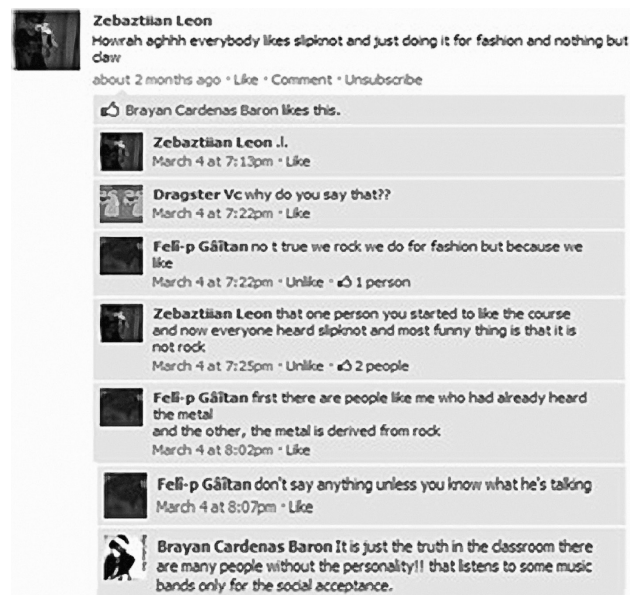 Zebaztiian Leon
Howrah aghhh everybody likes slipknot and just doing it for fashion and nothing but
claw
about 2 months ago · Like · Comment · Unsubscribe
Brayan Cardenas Baron likes this.
Zebaztiian Leon .l.
March 4 at 7:13pm · Like
Dragster Vc why do you say that??
March 4 at 7:22pm · Like
Feli-p Gâîtan no t true we rock we do for fashion but because we
like
March 4 at 7:22pm · Unlike · 1 person
Zebaztiian Leon that one person you started to like the course
and now everyone heard slipknot and most funny thing is that it is
not rock
March 4 at 7:25pm · Unlike · 2 people
Feli-p Gâîtan first there are people like me who had already heard
the metal
and the other, the metal is derived from rock
March 4 at 8:02pm · Like
Feli-p Gâîtan don't say anything unless you know what he's talking
March 4 at 8:07pm · Like
Brayan Cardenas Baron It is just the truth in the classroom there
are many people without the personality!! that listens to some music
bands only for the social acceptance.